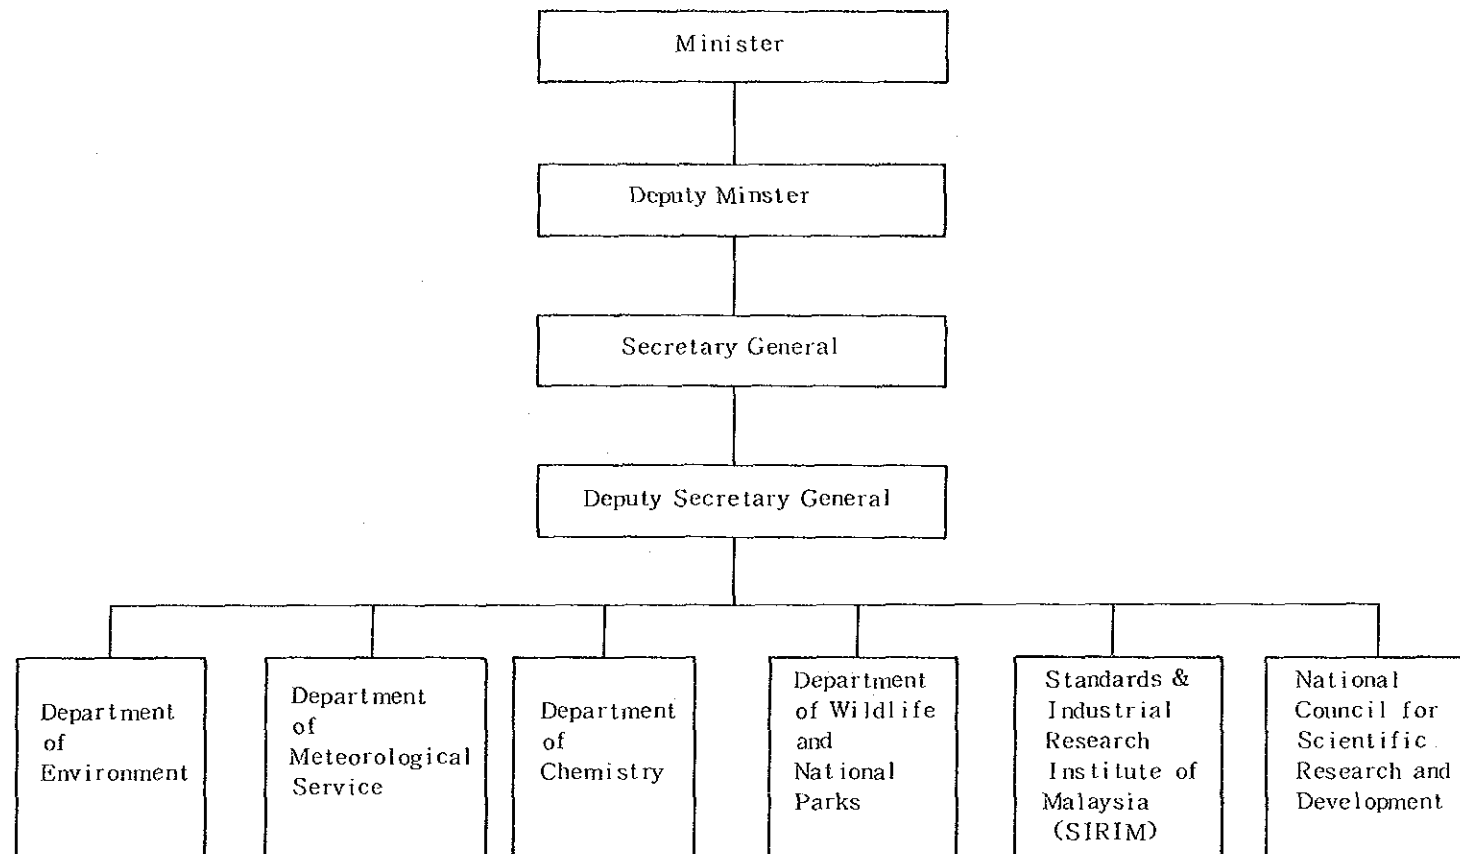 Minister
Deputy Minster
Secretary General
Deputy Secretary General
Department
of
Environment
Department
of
Meteorological
Service
Department
of
Chemistry
Department
of Wildlife
and
National
Parks
Standards &
Industrial
Research
Institute of
Malaysia
(SIRIM)
National
Council for
Scientific
Research and
Development